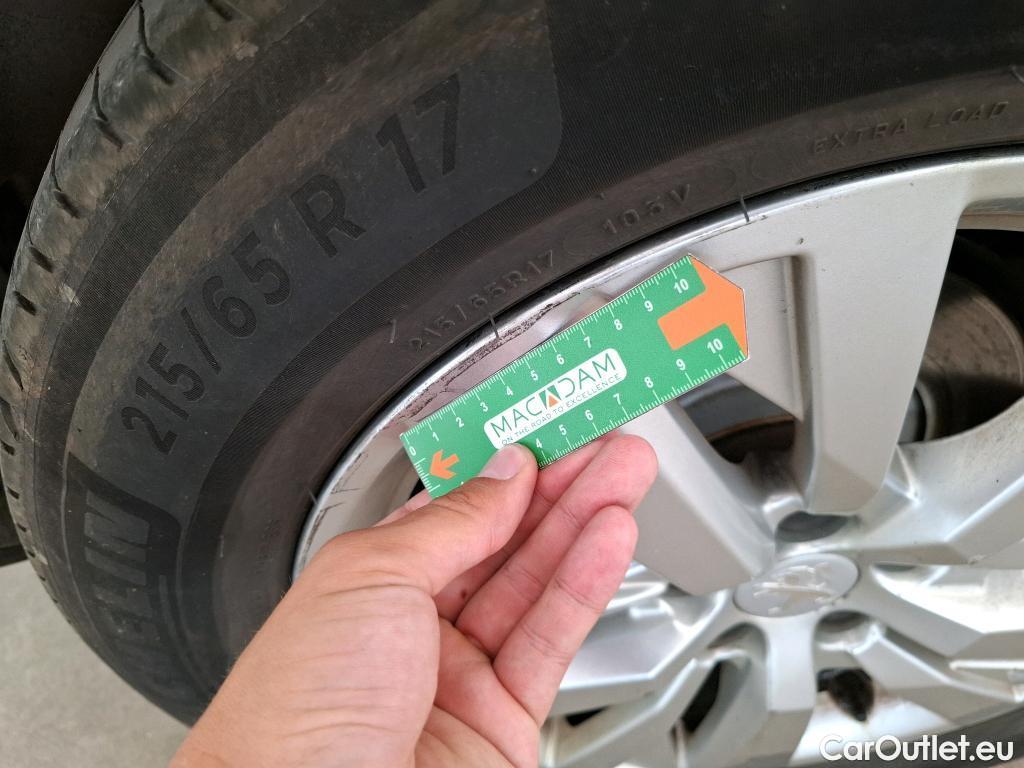 215/65 R 17
215/65R17 103V
EXTRA LOAD
0 1 2 3 4 5 6 7 8 9 10
MACADAM
ON THE ROAD TO EXCELLENCE
4 5 6 7 8 9 10
CarOutlet.eu